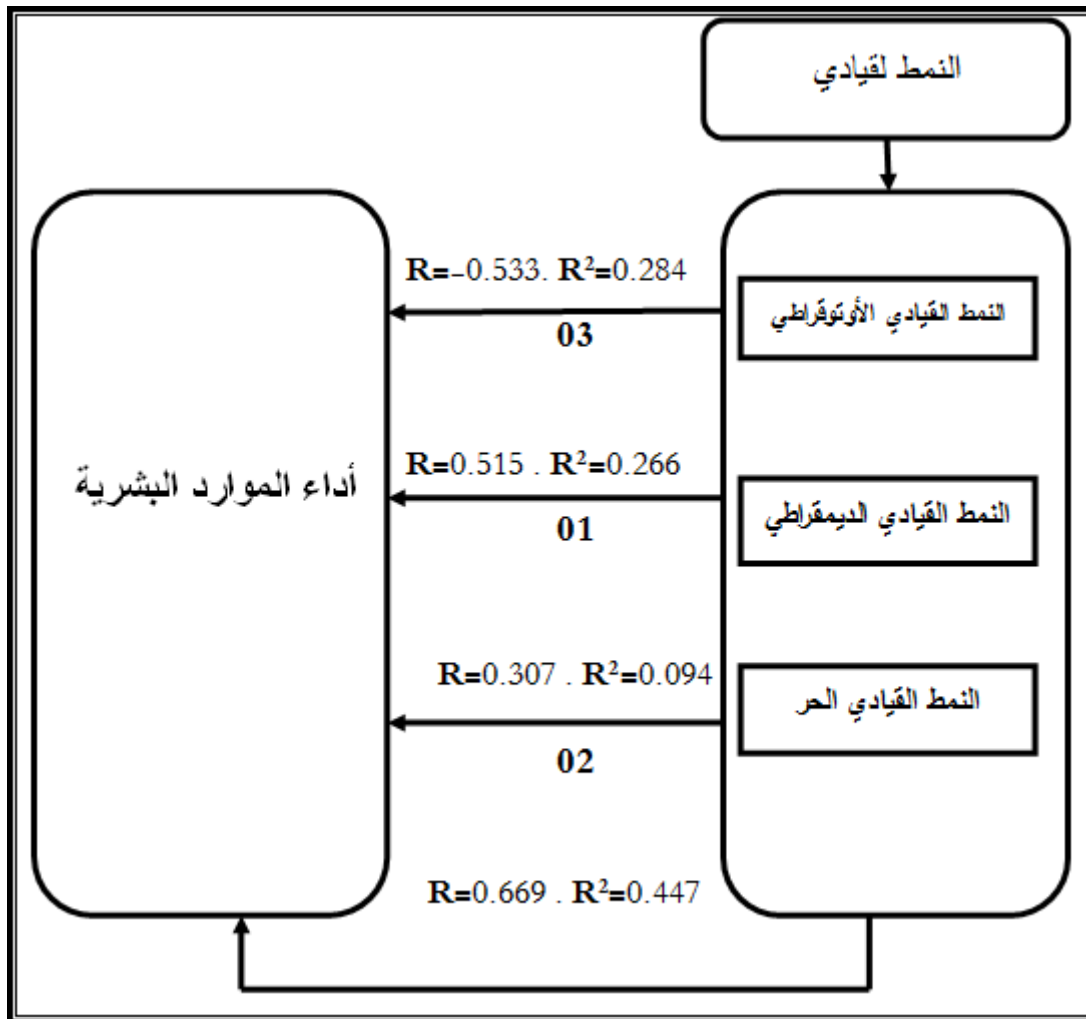 النمط لقيادي
R=-0.533. R²=0.284
النمط القيادي الأوتوقراطي
03
R=0.515 . R²=0.266
النمط القيادي الديمقراطي
01
أداء الموارد البشرية
R=0.307 . R²=0.094
النمط القيادي الحر
02
R=0.669 . R²=0.447